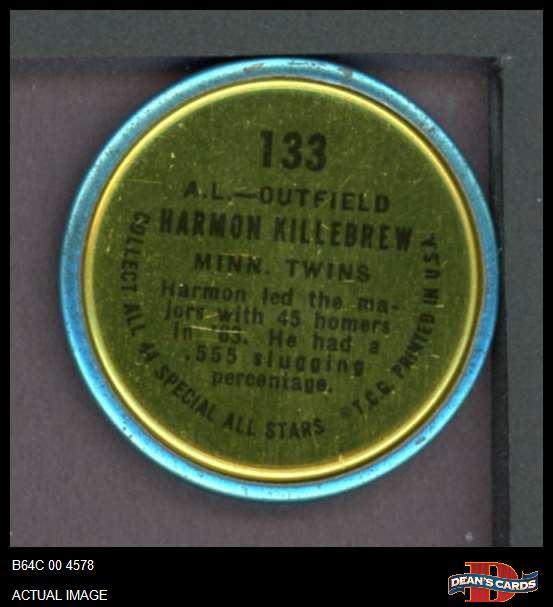 133
A.L.—OUTFIELD
HARMON KILLEBREW
MINN. TWINS
Harmon led the ma-
jors with 45 homers
in '63. He had a
.555 slugging
percentage.
COLLECT ALL 44 SPECIAL ALL STARS
©T.C.G. PRINTED IN U.S.A.
B64C 00 4578
ACTUAL IMAGE
D
DEAN'S CARDS